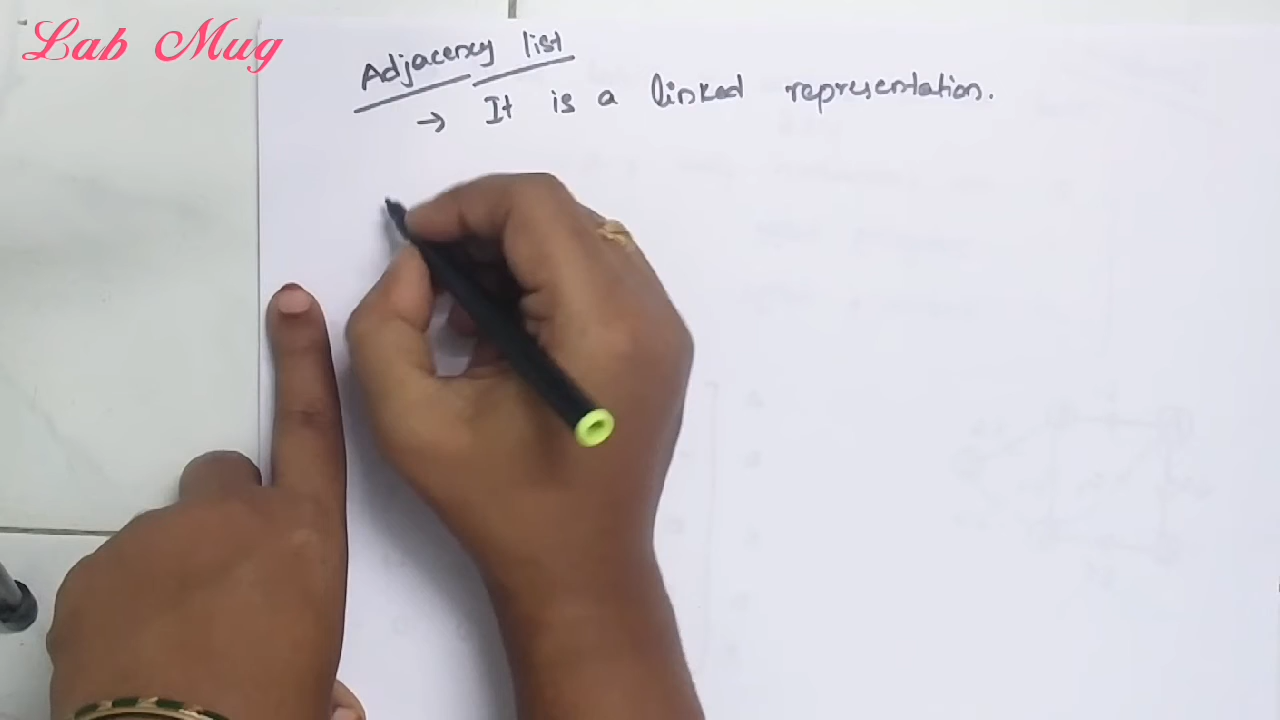 Lab Mug
Adjacency list
→ It is a linked representation.